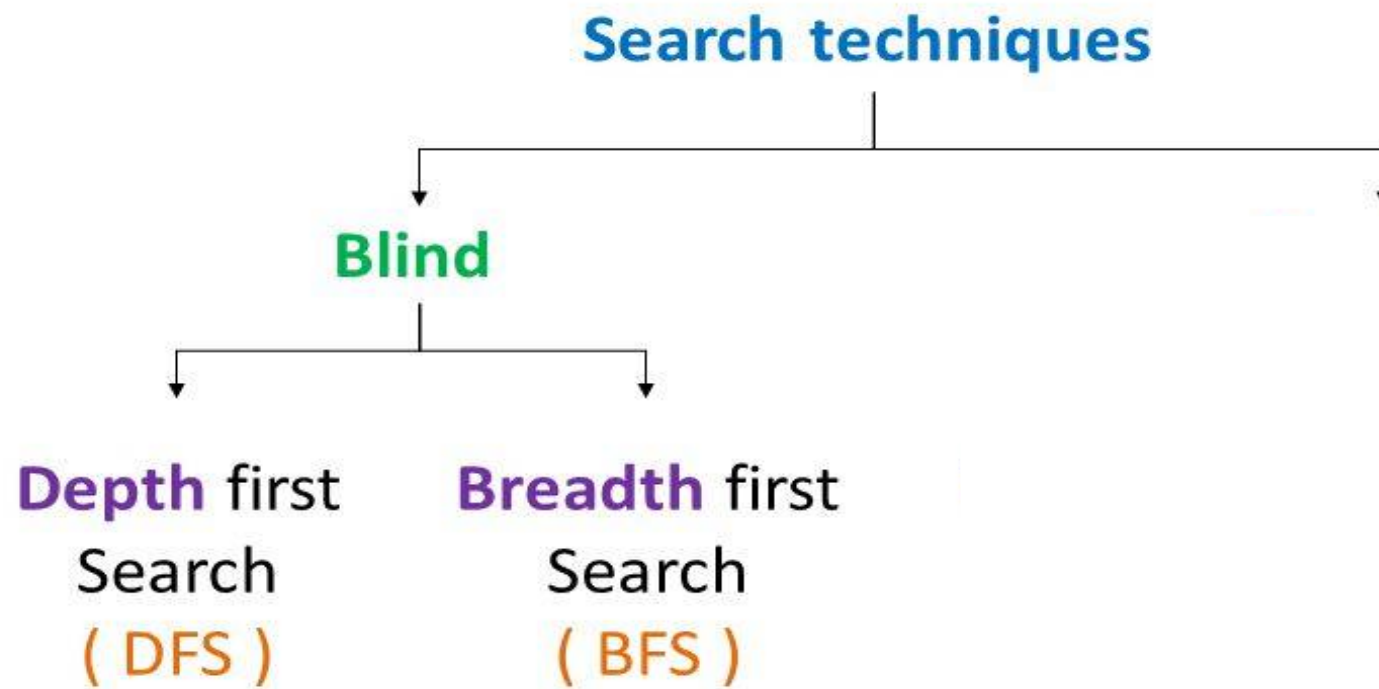 Search techniques
Blind
Depth first
Search
( DFS )
Breadth first
Search
( BFS )